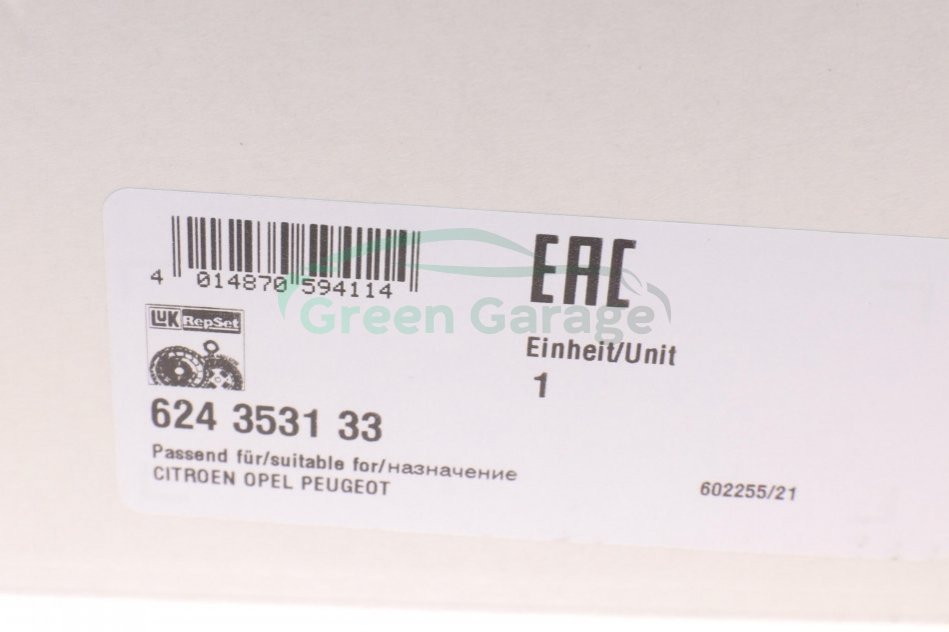 4 014870 594114
EAC
Green Garage
LUK RepSet
Einheit/Unit
1
624 3531 33
Passend für/suitable for/назначение
CITROEN OPEL PEUGEOT
602255/21